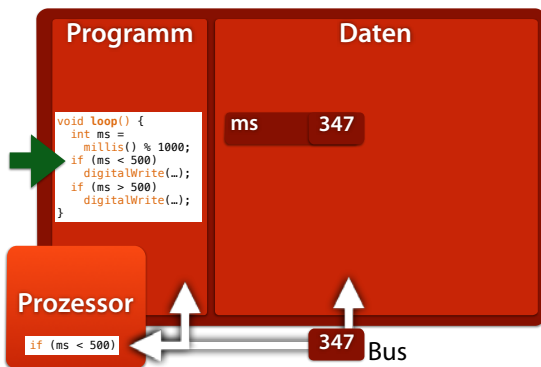 Programm
Daten
void loop() {
int ms =
millis() % 1000;
if (ms < 500)
digitalWrite(…);
if (ms > 500)
digitalWrite(…);
}
ms 347
Prozessor
if (ms < 500)
347
Bus